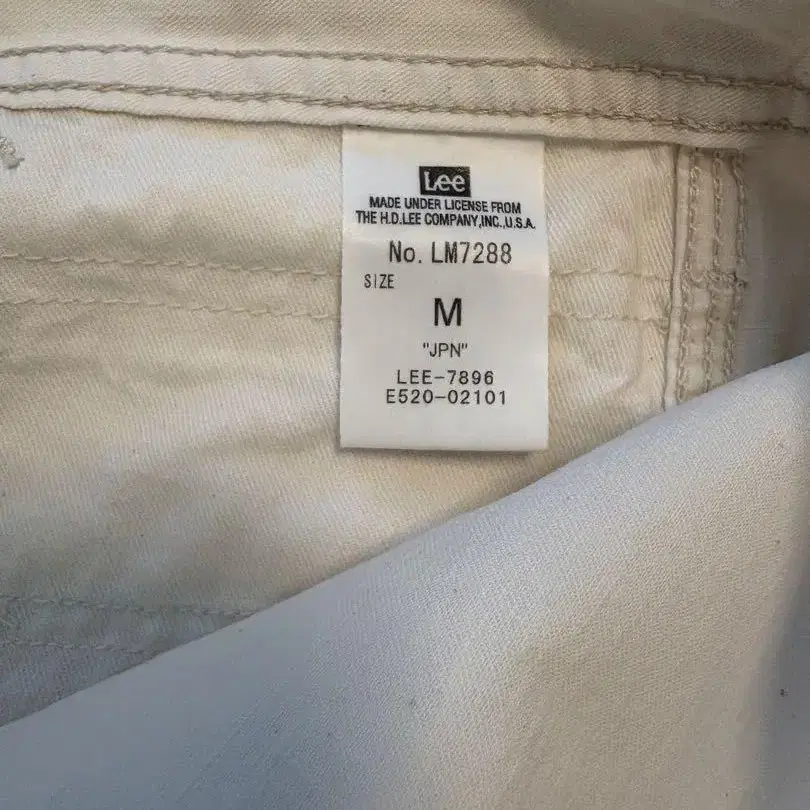 Lee
MADE UNDER LICENSE FROM
THE H.D.LEE COMPANY,INC.,U.S.A.
No. LM7288
SIZE
M
"JPN"
LEE-7896
E520-02101